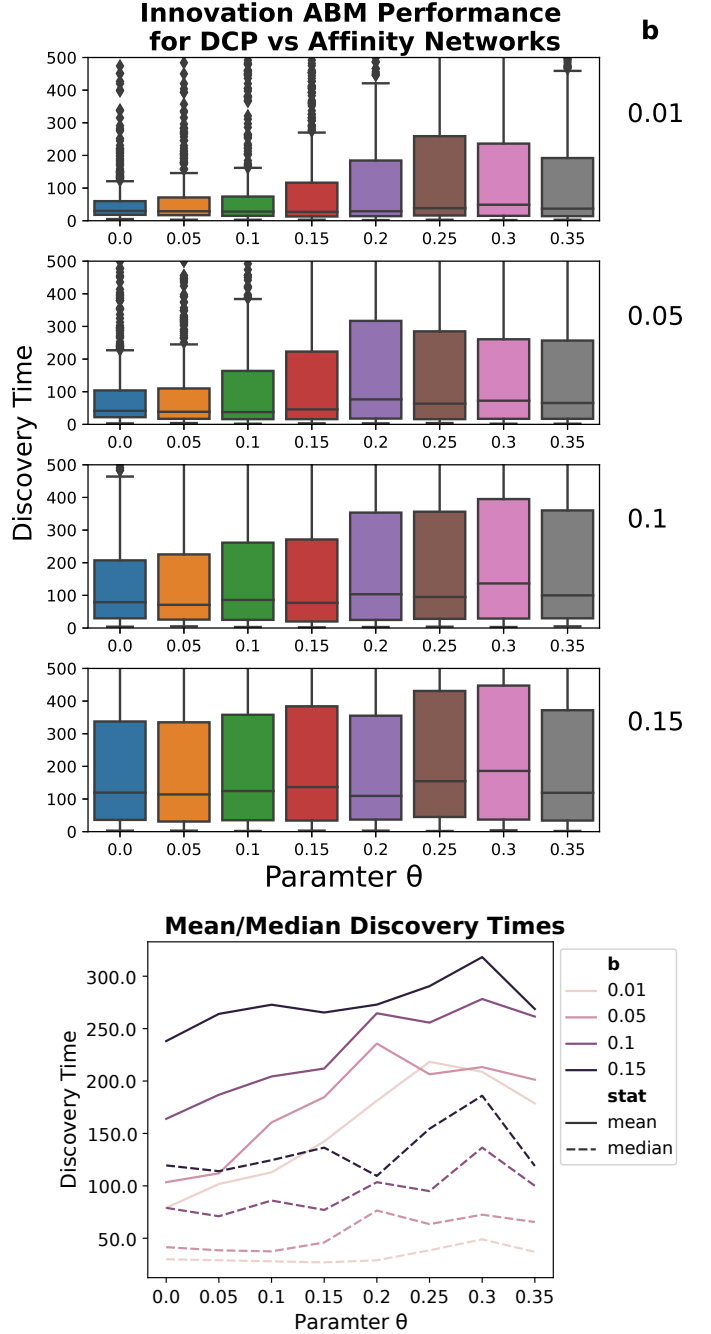 Innovation ABM Performance
for DCP vs Affinity Networks
b
500
400
300
200
100
0
0.0 0.05 0.1 0.15 0.2 0.25 0.3 0.35
0.01
500
400
300
200
100
0
0.0 0.05 0.1 0.15 0.2 0.25 0.3 0.35
0.05
Discovery Time
500
400
300
200
100
0
0.0 0.05 0.1 0.15 0.2 0.25 0.3 0.35
0.1
500
400
300
200
100
0
0.0 0.05 0.1 0.15 0.2 0.25 0.3 0.35
0.15
Paramter θ
Mean/Median Discovery Times
300.0
250.0
200.0
150.0
100.0
50.0
Discovery Time
0.0 0.05 0.1 0.15 0.2 0.25 0.3 0.35
Paramter θ
b
0.01
0.05
0.1
0.15
stat
mean
median